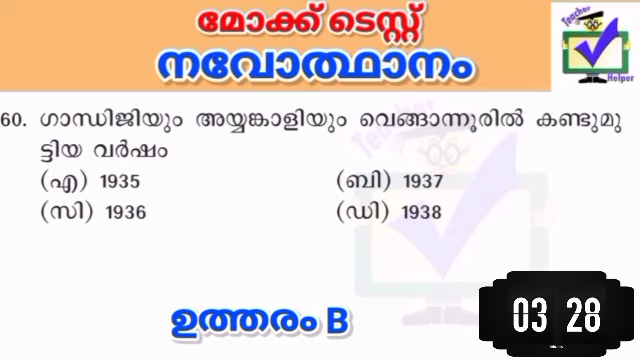 മോക്ക് ടെസ്റ്റ്
നവോത്ഥാനം
Teacher
Helper
60. ഗാന്ധിജിയും അയ്യങ്കാളിയും വെങ്ങാന്നൂരിൽ കണ്ടുമു
ട്ടിയ വർഷം
(എ) 1935 (ബി) 1937
(സി) 1936 (ഡി) 1938
ഉത്തരം B
03 28